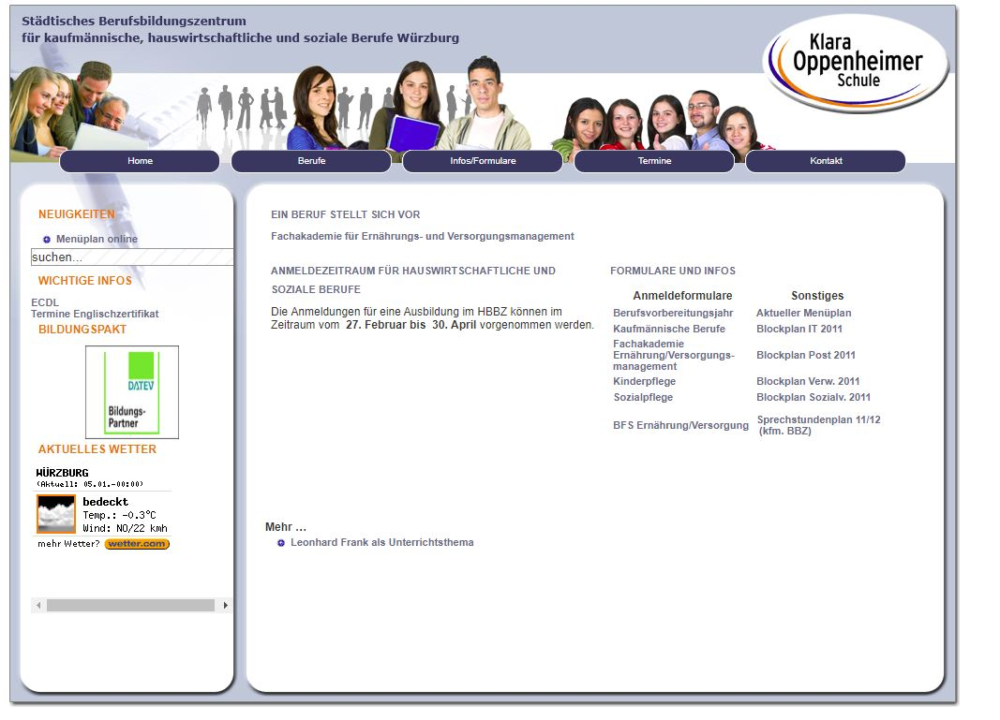 Städtisches Berufsbildungszentrum
für kaufmännische, hauswirtschaftliche und soziale Berufe Würzburg
Klara
Oppenheimer
Schule
Home
Berufe
Infos/Formulare
Termine
Kontakt
NEUIGKEITEN
Menüplan online
suchen...
WICHTIGE INFOS
ECDL
Termine Englischzertifikat
BILDUNGSPAKT
DATEV
Bildungs-
Partner
AKTUELLES WETTER
WÜRZBURG
(Aktuell: 05.01.-00:00)
bedeckt
Temp.: -0.3°C
Wind: NO/22 kmh
mehr Wetter? wetter.com
EIN BERUF STELLT SICH VOR
Fachakademie für Ernährungs- und Versorgungsmanagement
ANMELDEZEITRAUM FÜR HAUSWIRTSCHAFTLICHE UND
SOZIALE BERUFE
Die Anmeldungen für eine Ausbildung im HBBZ können im
Zeitraum vom 27. Februar bis 30. April vorgenommen werden.
FORMULARE UND INFOS
Anmeldeformulare Sonstiges
Berufsvorbereitungsjahr Aktueller Menüplan
Kaufmännische Berufe Blockplan IT 2011
Fachakademie
Ernährung/Versorgungs- Blockplan Post 2011
management
Kinderpflege Blockplan Verw. 2011
Sozialpflege Blockplan Sozialv. 2011
BFS Ernährung/Versorgung Sprechstundenplan 11/12
(kfm. BBZ)
Mehr ...
Leonhard Frank als Unterrichtsthema